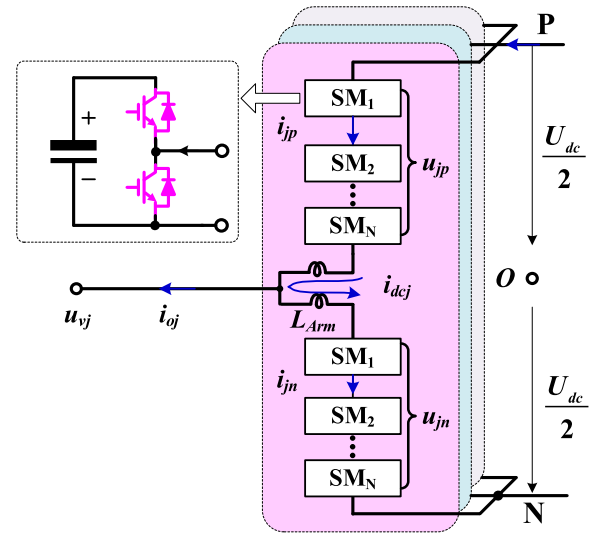 P
+
−
SM1
ijp
SM2
ujp
SMN
Udc
2
O
idcj
uvj
ioj
LArm
SM1
ijn
SM2
ujn
SMN
Udc
2
N